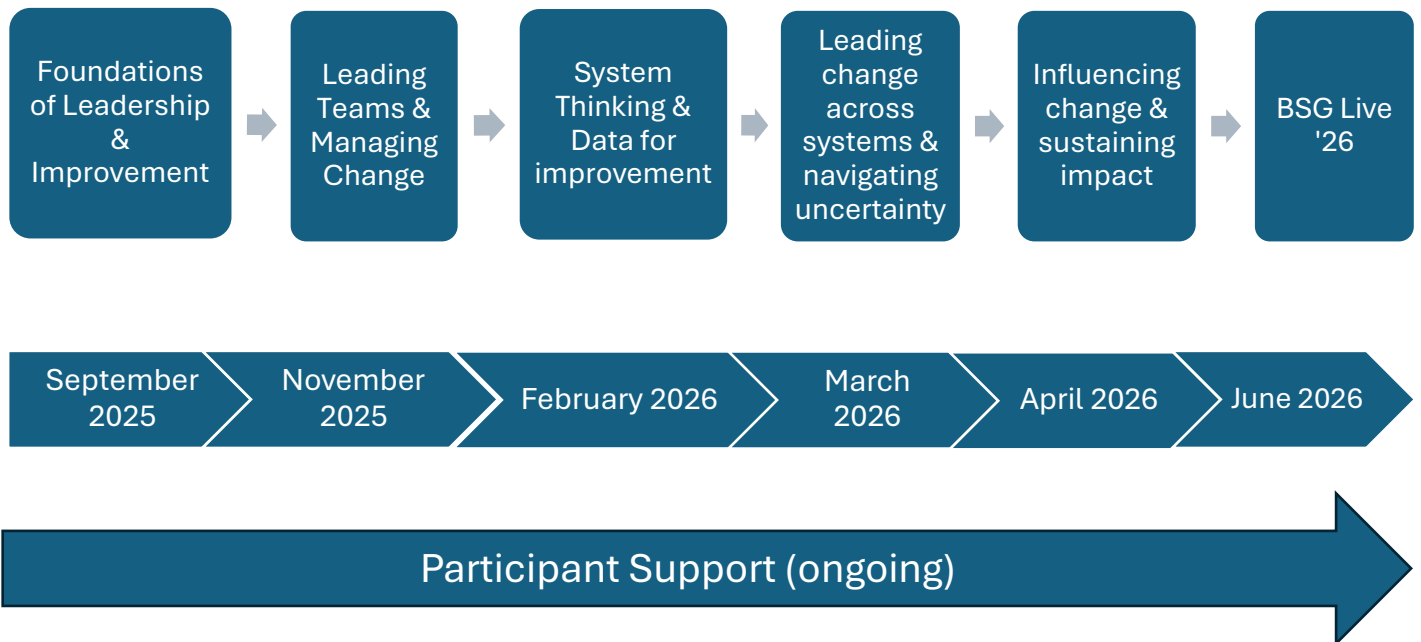 Foundations
of Leadership
&
Improvement
Leading
Teams &
Managing
Change
System
Thinking &
Data for
improvement
Leading
change
across
systems &
navigating
uncertainty
Influencing
change &
sustaining
impact
BSG Live
'26
September
2025
November
2025
February 2026
March
2026
April 2026
June 2026
Participant Support (ongoing)